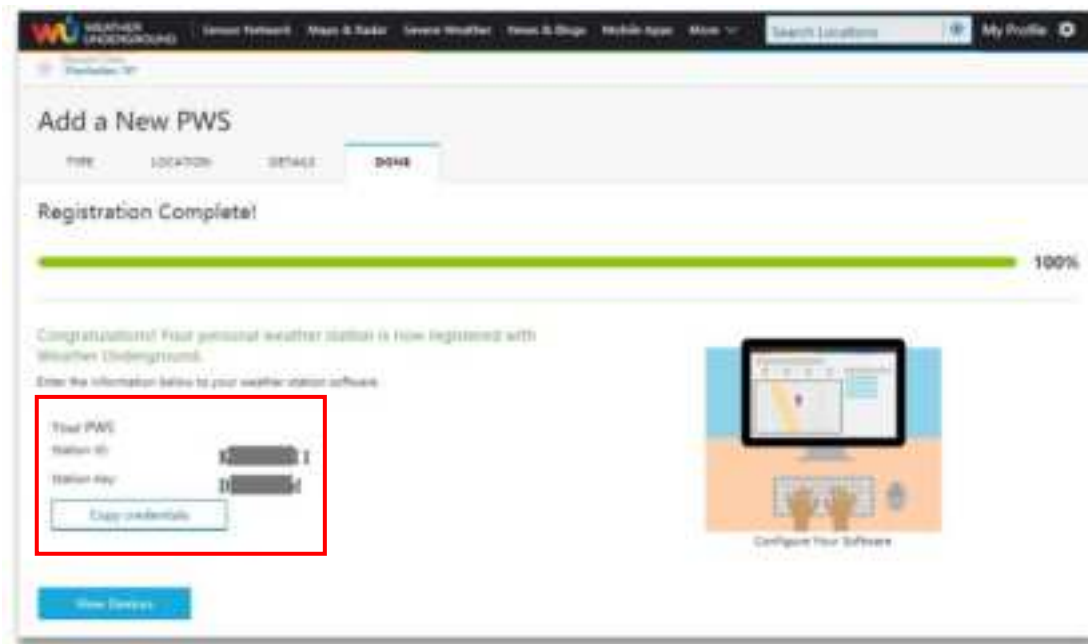 WEATHER UNDERGROUND
Sensor Network Maps & Radar Severe Weather News & Blogs Mobile Apps More
Search Locations
My Profile
Add a New PWS
TYPE LOCATION DETAILS DONE
Registration Complete!
100%
Congratulations! Your personal weather station is now registered with
Weather Underground.
Enter the information below to your weather station software.
Your PWS
Station ID
Station Key
Copy credentials
Configure Your Software
View Devices